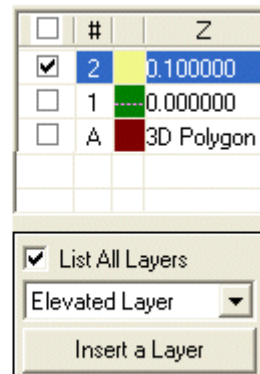 # Z
2 0.100000
1 0.000000
A 3D Polygon
List All Layers
Elevated Layer
Insert a Layer